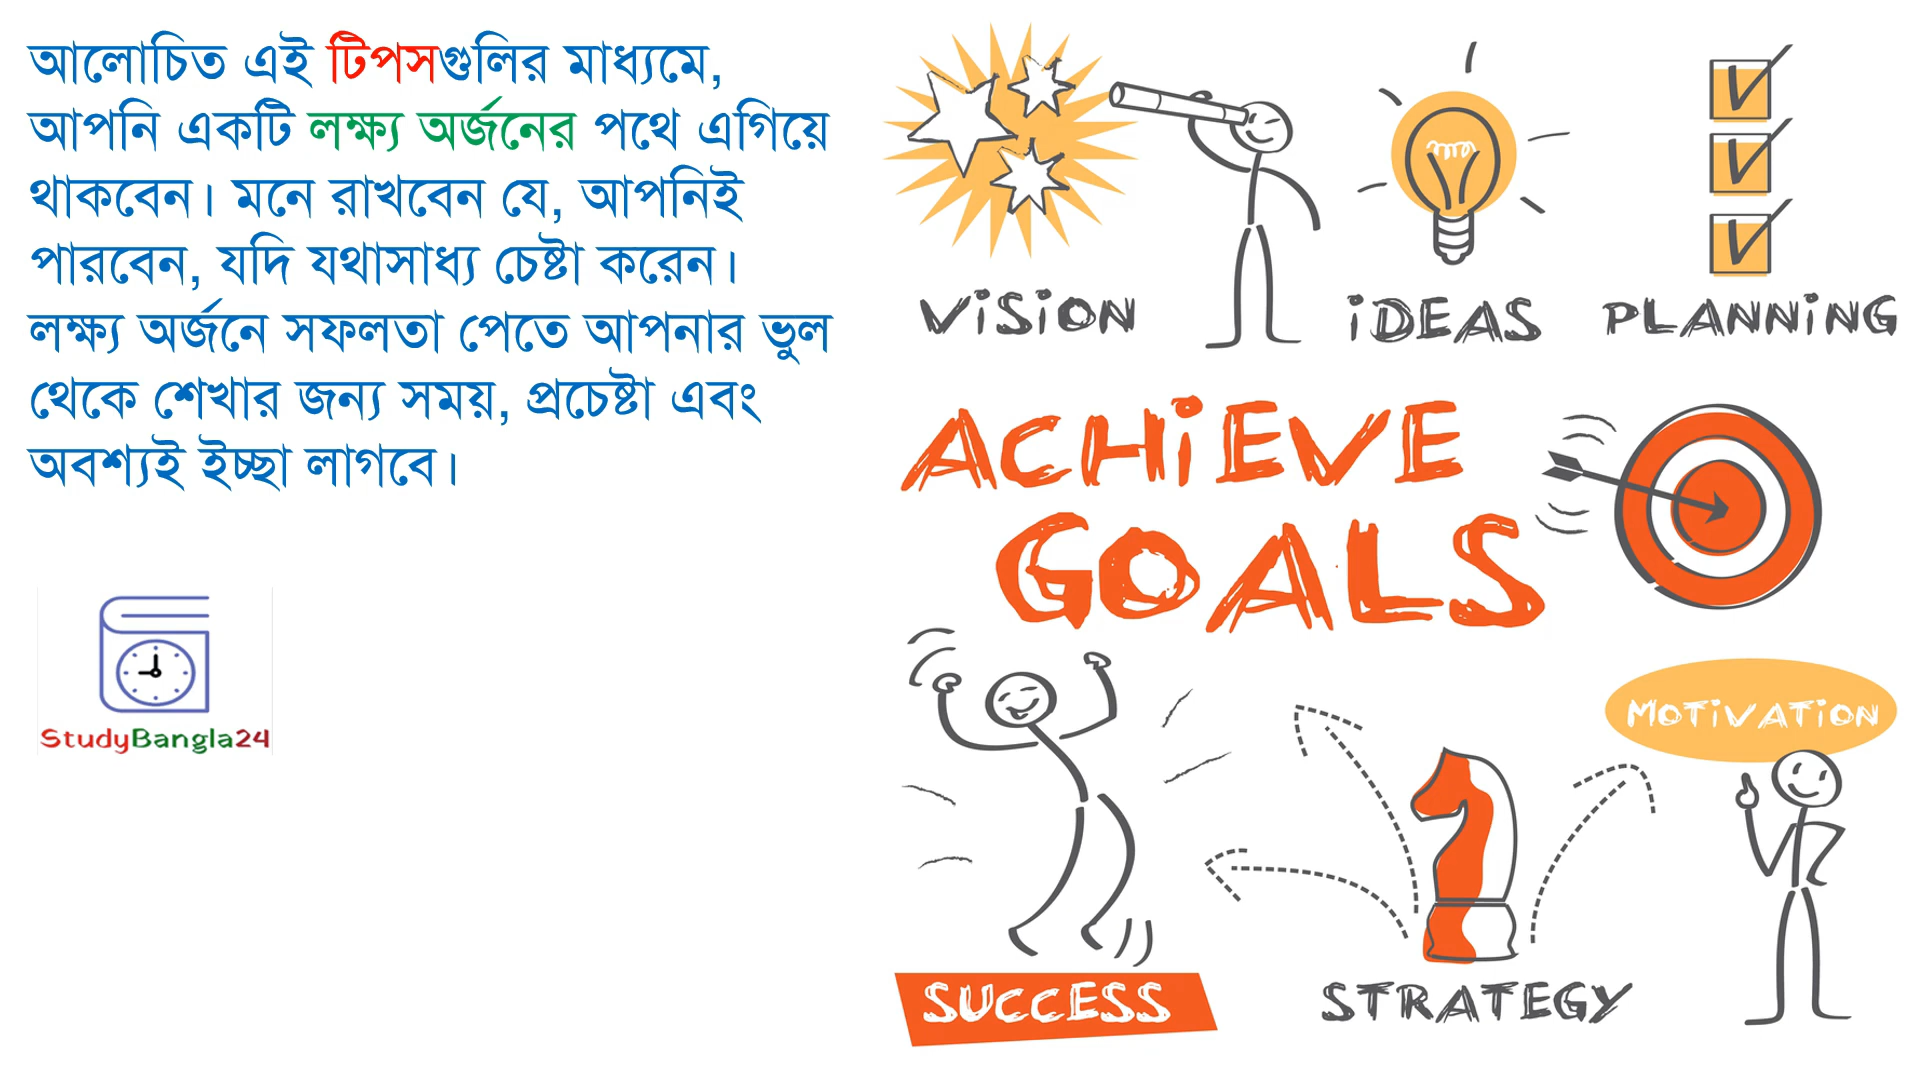 আলোচিত এই টিপসগুলির মাধ্যমে,
আপনি একটি লক্ষ্য অর্জনের পথে এগিয়ে
থাকবেন। মনে রাখবেন যে, আপনিই
পারবেন, যদি যথাসাধ্য চেষ্টা করেন।
লক্ষ্য অর্জনে সফলতা পেতে আপনার ভুল
থেকে শেখার জন্য সময়, প্রচেষ্টা এবং
অবশ্যই ইচ্ছা লাগবে।
StudyBangla24
ViSiON
iDEAS
PLANNiNG
ACHiEVE
GOALS
MOTiVATiON
SUCCESS
STRATEGY